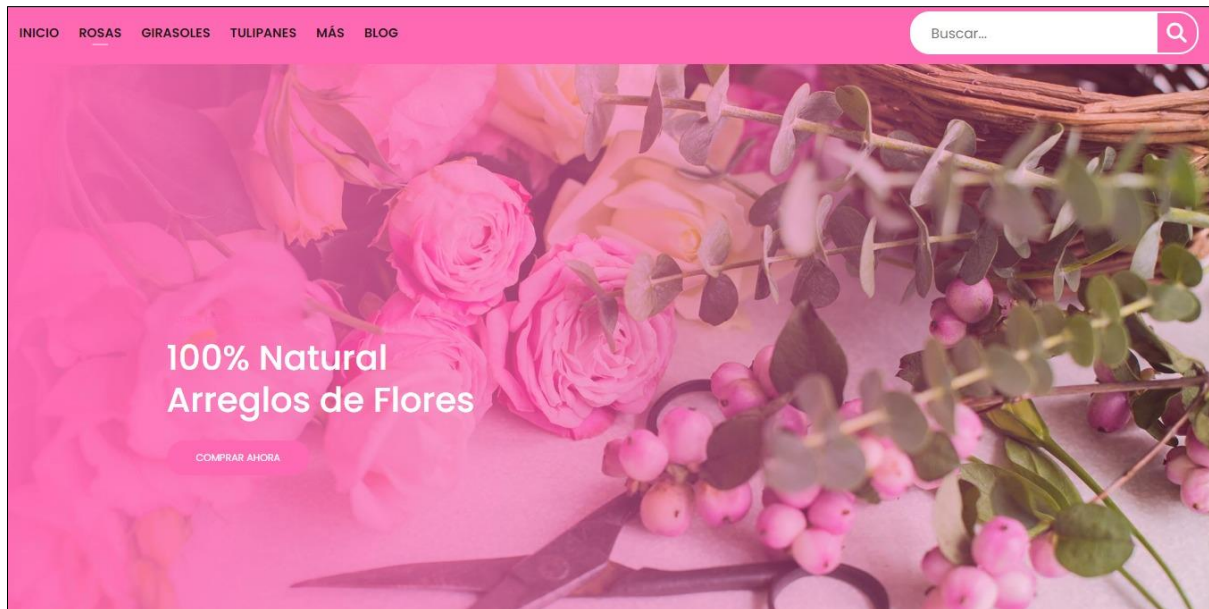 INICIO ROSAS GIRASOLES TULIPANES MÁS BLOG Buscar...
100% Natural
Arreglos de Flores
COMPRAR AHORA